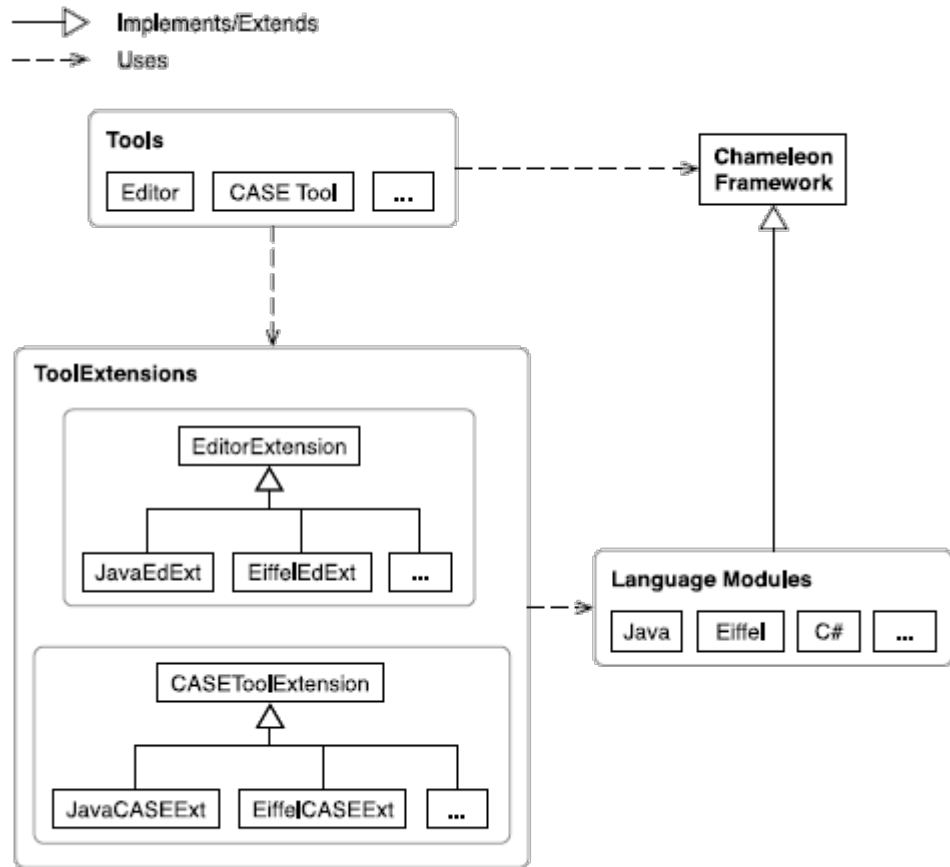 Implements/Extends
Uses
Tools
Editor
CASE Tool
...
Chameleon
Framework
ToolExtensions
EditorExtension
JavaEdExt
EiffelEdExt
...
Language Modules
Java
Eiffel
C#
...
CASEToolExtension
JavaCASEExt
EiffelCASEExt
...